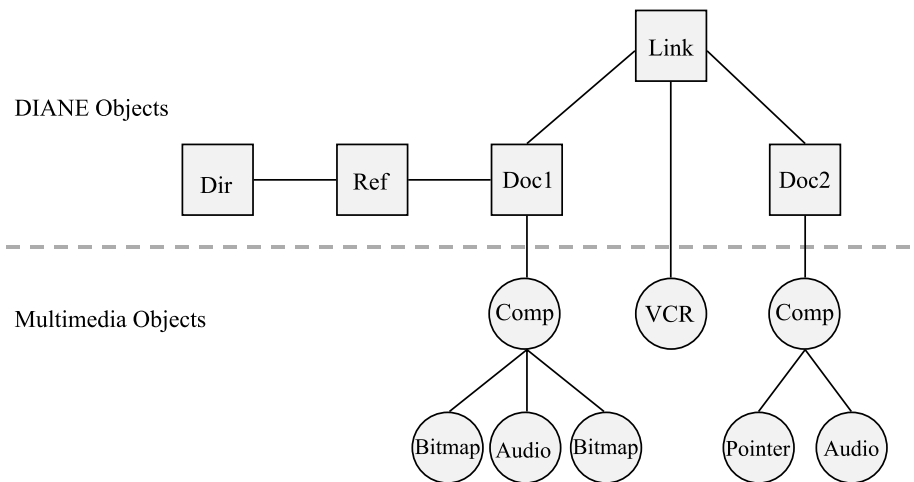 Link
DIANE Objects
Dir
Ref
Doc1
Doc2
Multimedia Objects
Comp
VCR
Comp
Bitmap
Audio
Bitmap
Pointer
Audio